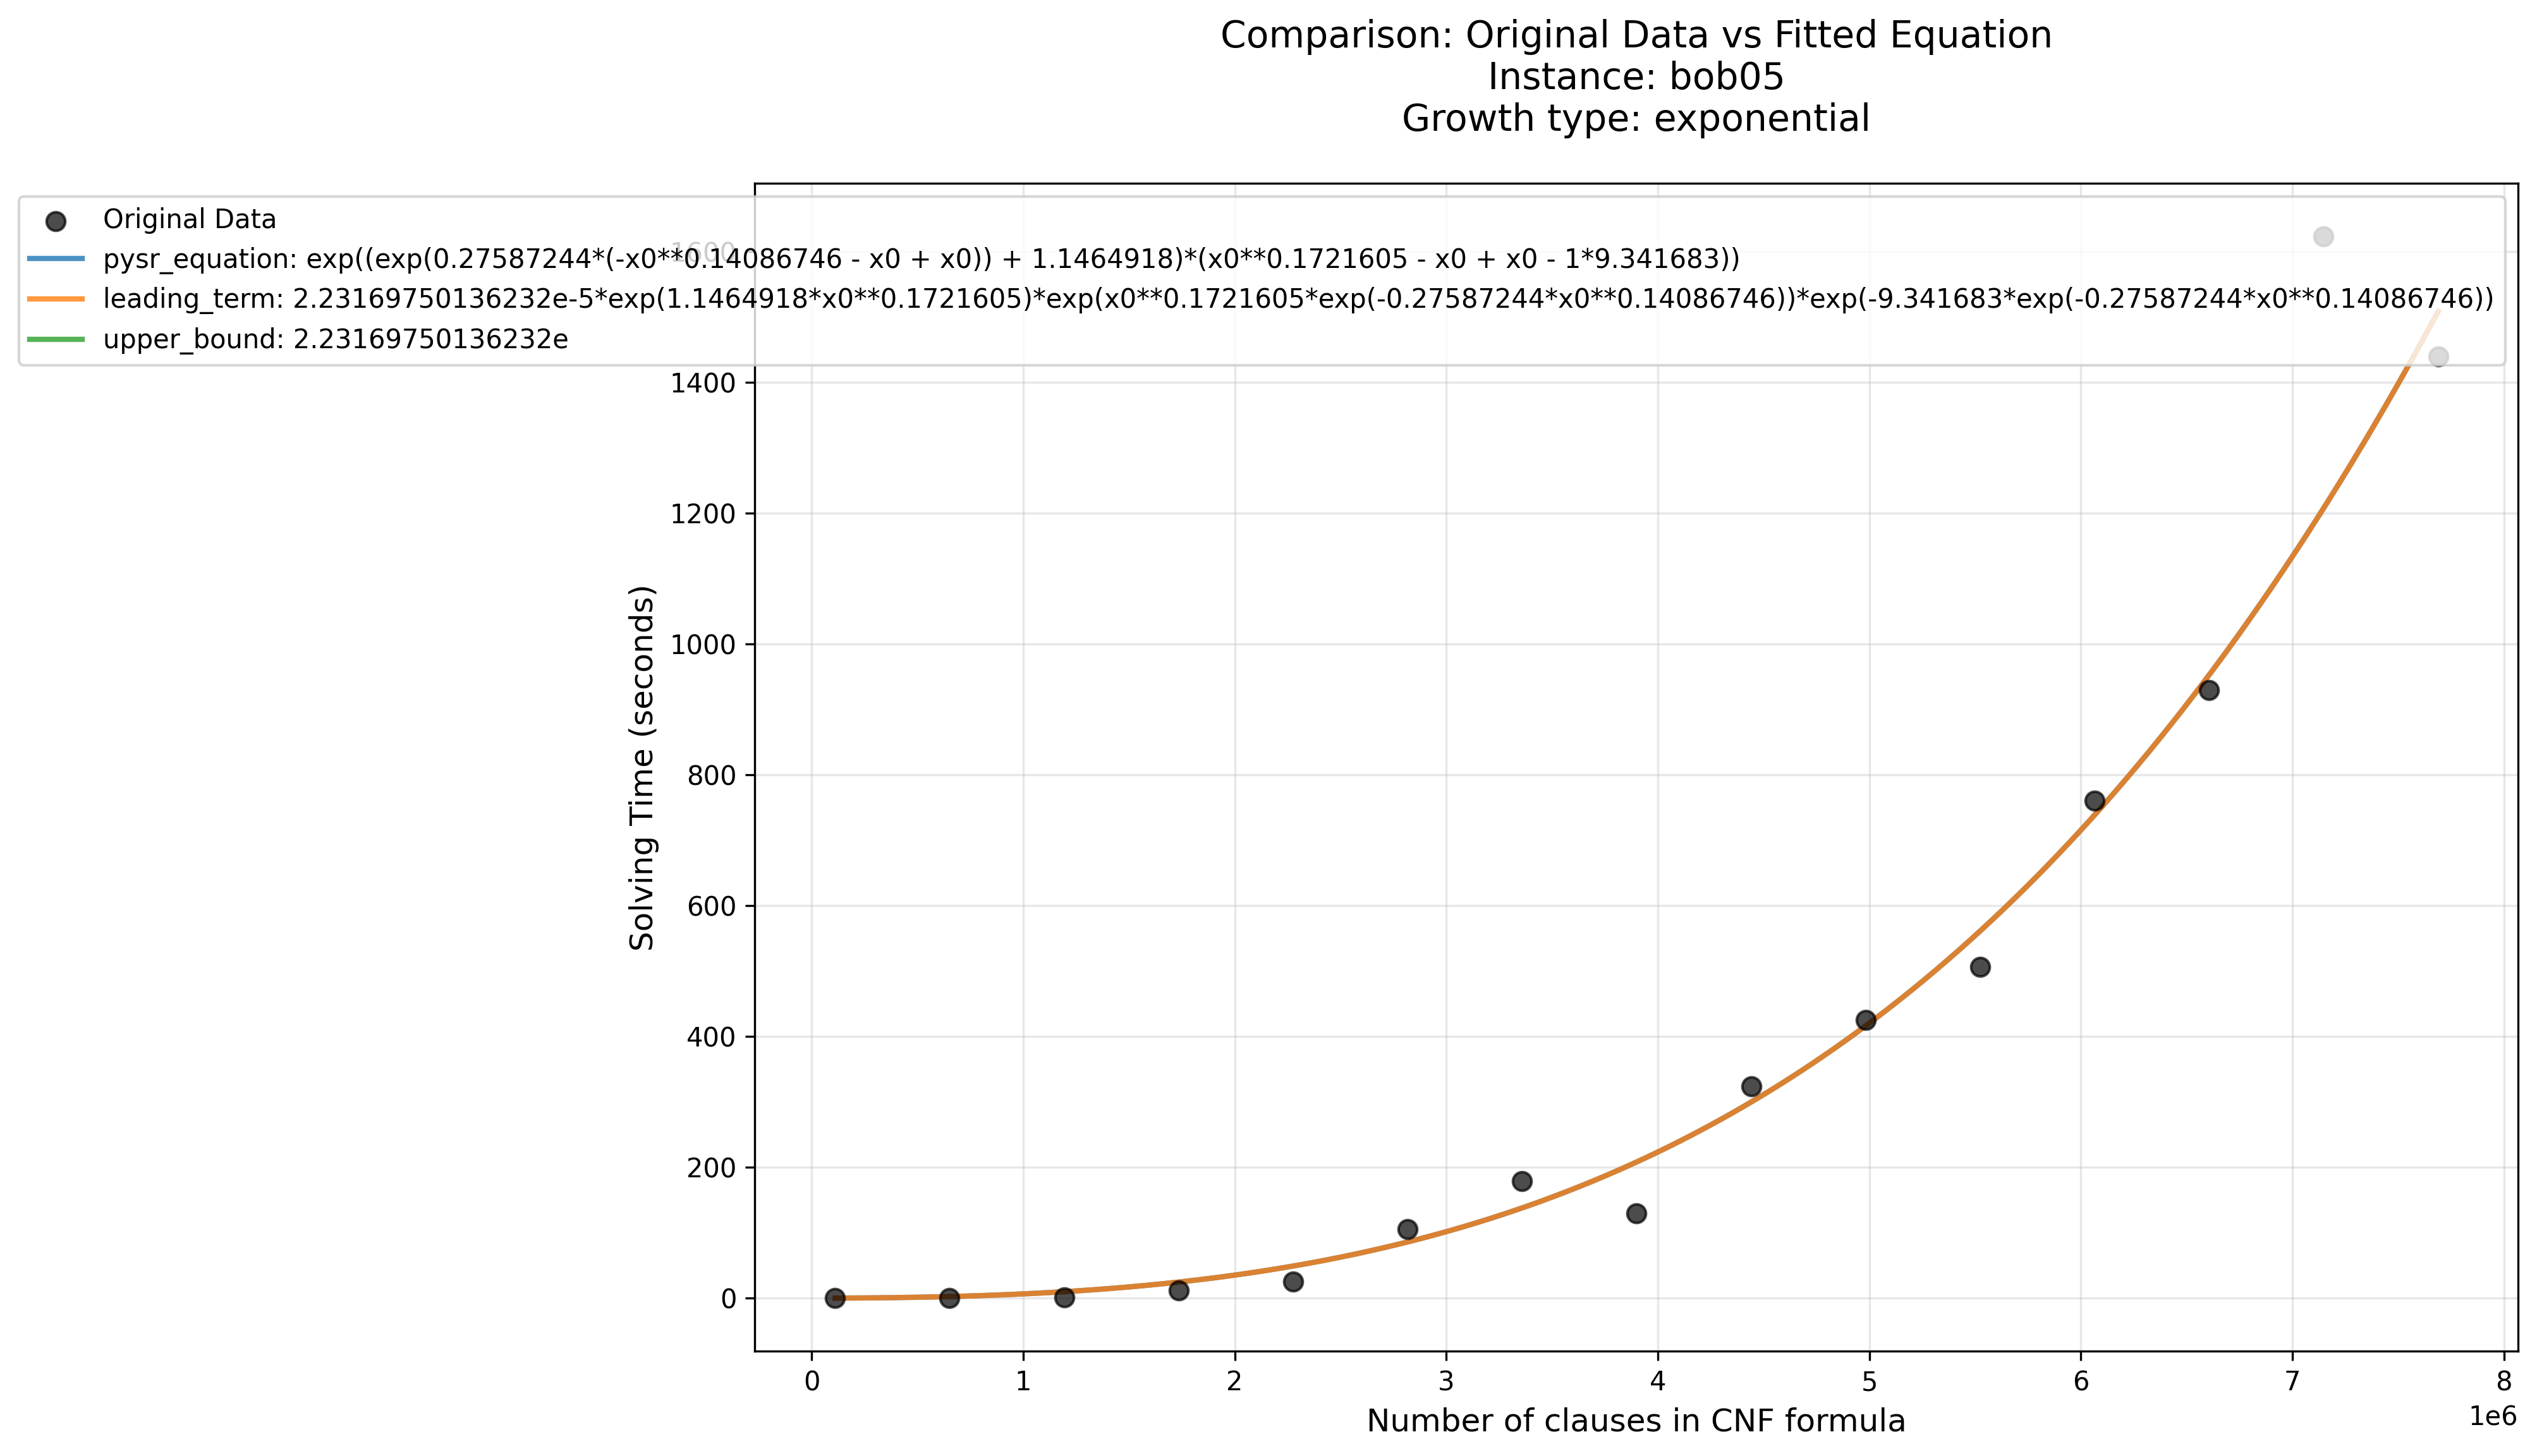 Comparison: Original Data vs Fitted Equation
Instance: bob05
Growth type: exponential
Original Data
pysr_equation: exp((exp(0.27587244*(-x0**0.14086746 - x0 + x0)) + 1.1464918)*(x0**0.1721605 - x0 + x0 - 1*9.341683))
leading_term: 2.23169750136232e-5*exp(1.1464918*x0**0.1721605)*exp(x0**0.1721605*exp(-0.27587244*x0**0.14086746))*exp(-9.341683*exp(-0.27587244*x0**0.14086746))
upper_bound: 2.23169750136232e
1600
1400
1200
1000
800
600
400
200
0
Solving Time (seconds)
0 1 2 3 4 5 6 7 8
1e6
Number of clauses in CNF formula